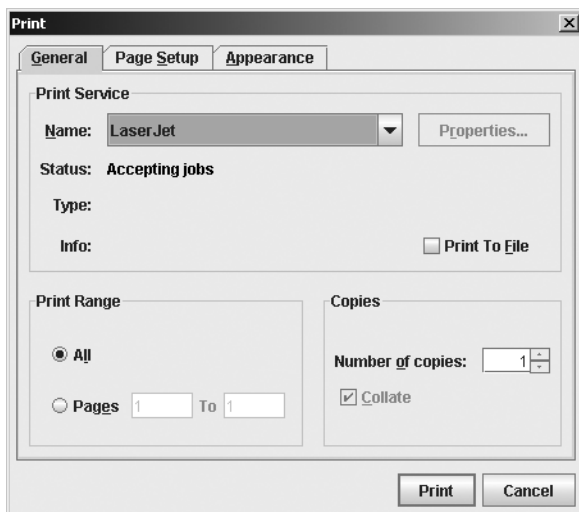 Print
General Page Setup Appearance
Print Service
Name: LaserJet Properties...
Status: Accepting jobs
Type:
Info: Print To File
Print Range
All
Pages 1 To 1
Copies
Number of copies: 1
Collate
Print Cancel